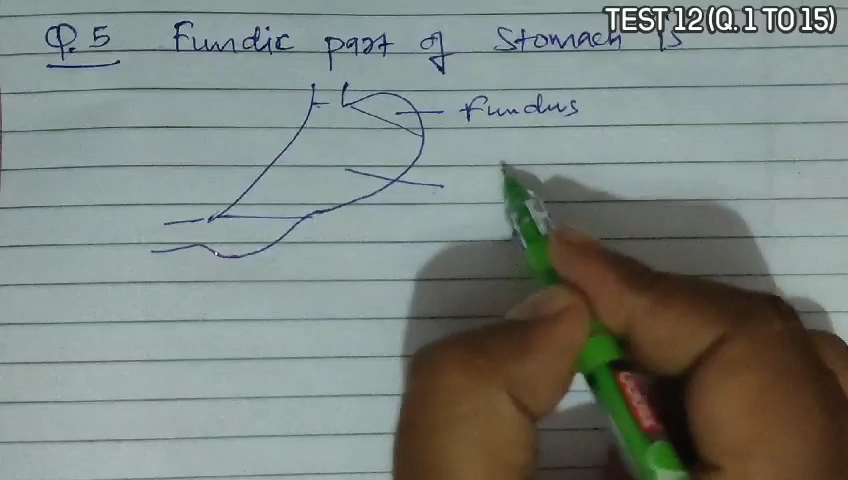 TEST 12 (Q. 1 TO 15)
Q. 5 Fundic part of Stomach is
Fundus